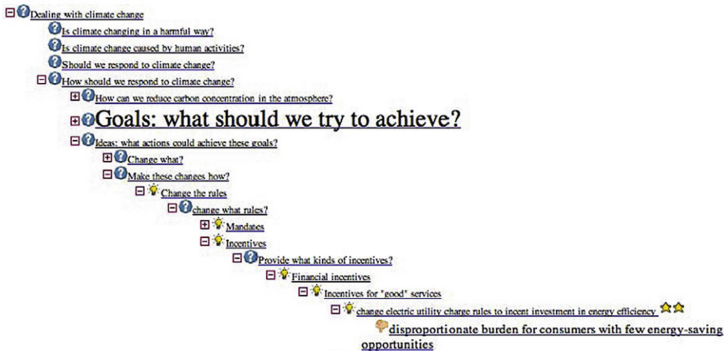 Dealing with climate change
Is climate changing in a harmful way?
Is climate change caused by human activities?
Should we respond to climate change?
How should we respond to climate change?
How can we reduce carbon concentration in the atmosphere?
Goals: what should we try to achieve?
Ideas: what actions could achieve these goals?
Change what?
Make these changes how?
Change the rules
change what rules?
Mandates
Incentives
Provide what kinds of incentives?
Financial incentives
Incentives for "good" services
change electric utility charge rules to incent investment in energy efficiency
disproportionate burden for consumers with few energy-saving
opportunities